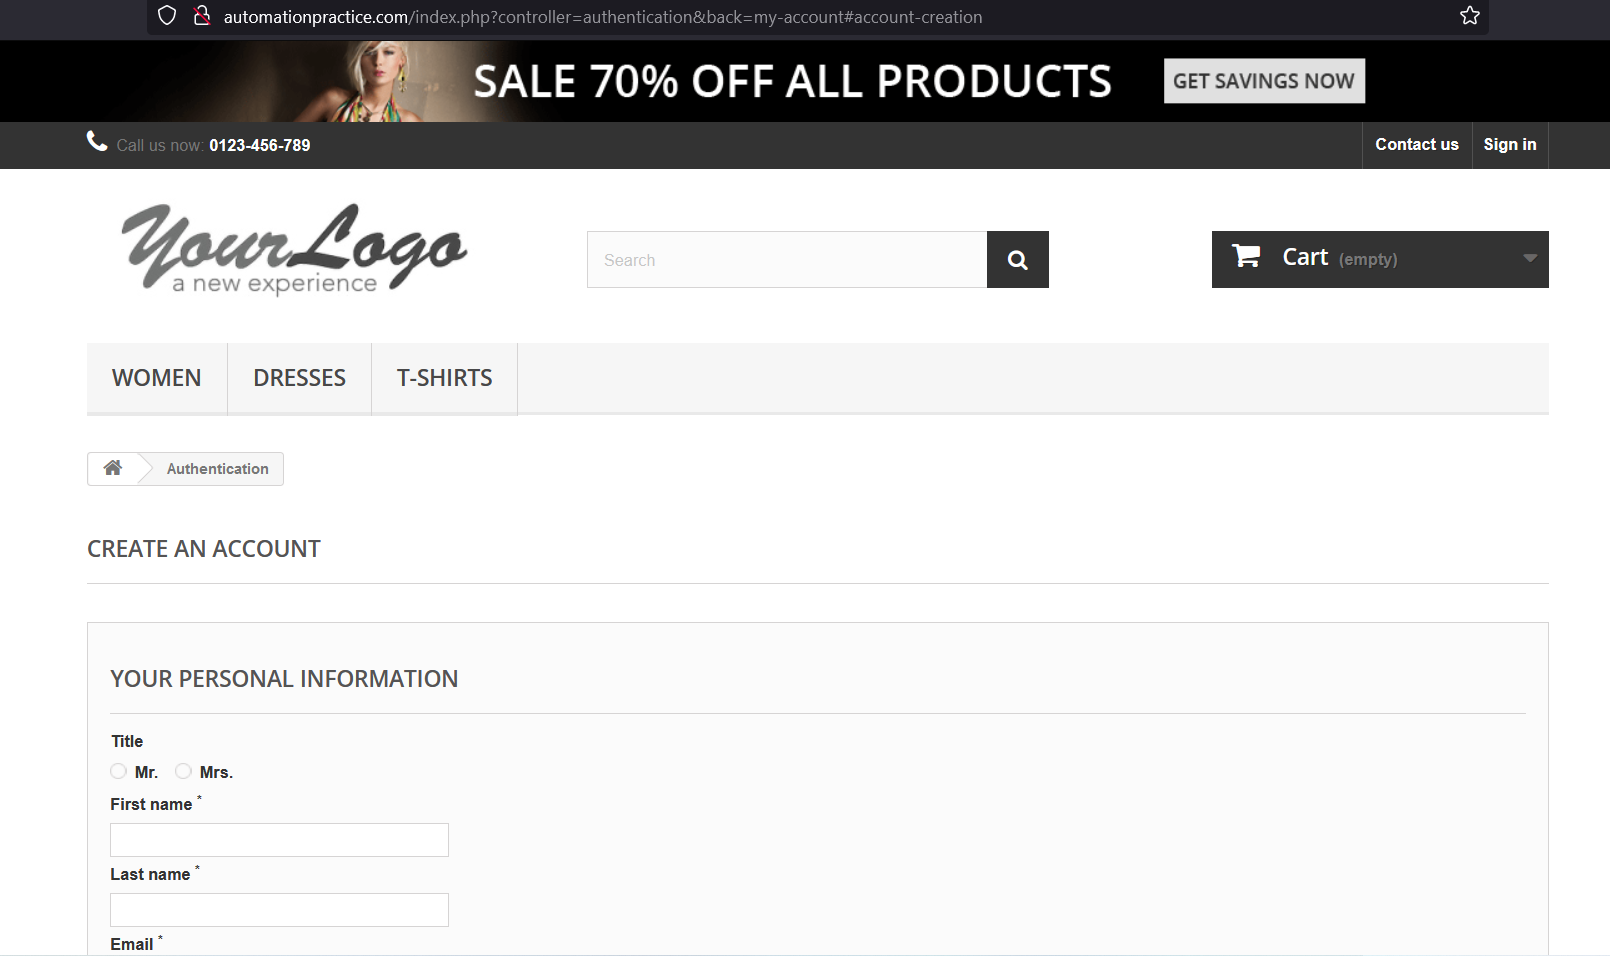 automationpractice.com/index.php?controller=authentication&back=my-account#account-creation
SALE 70% OFF ALL PRODUCTS GET SAVINGS NOW
Call us now: 0123-456-789 Contact us Sign in
YourLogo
a new experience
Search
Cart (empty)
WOMEN DRESSES T-SHIRTS
Authentication
CREATE AN ACCOUNT
YOUR PERSONAL INFORMATION
Title
Mr. Mrs.
First name *
Last name *
Email *